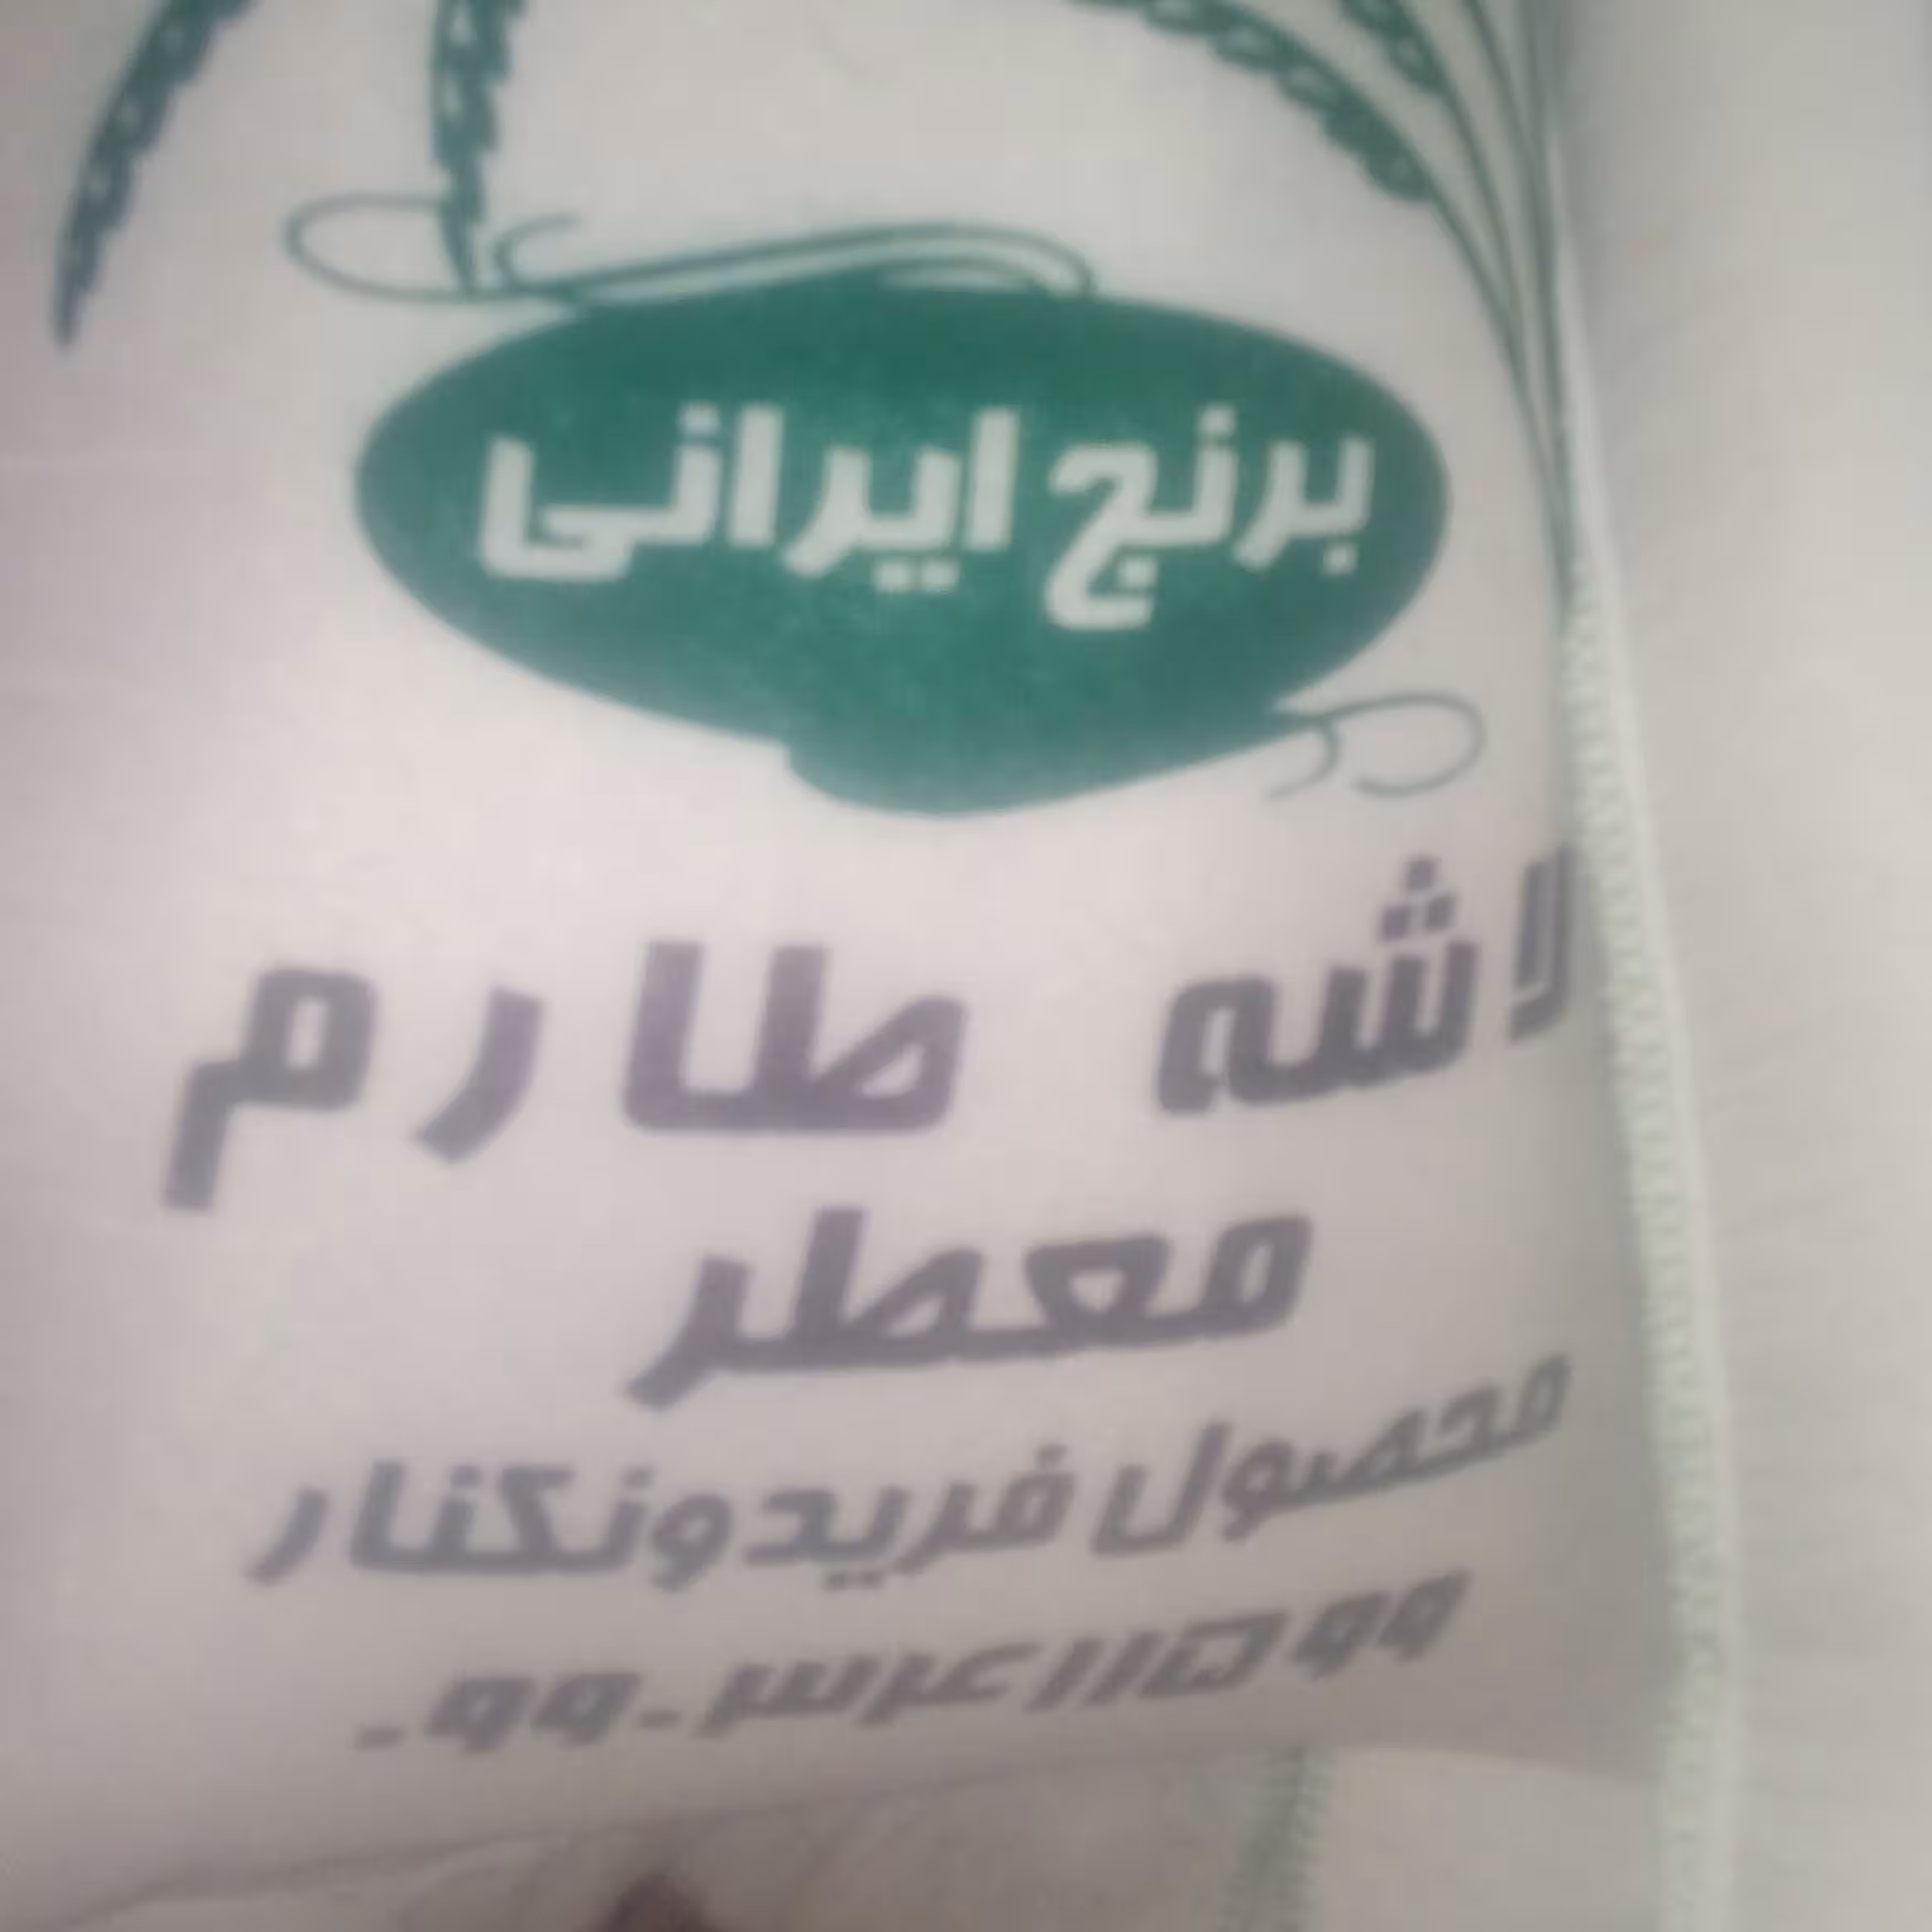 برنج ایرانی
لاشه طارم
معطر
محصول فریدونکنار